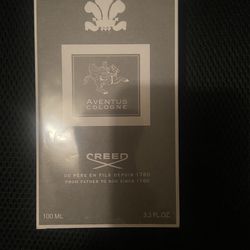 AVENTUS
COLOGNE
CREED
DE PÈRE EN FILS DEPUIS 1760
FROM FATHER TO SON SINCE 1760
100 ML 3.3 FL.OZ